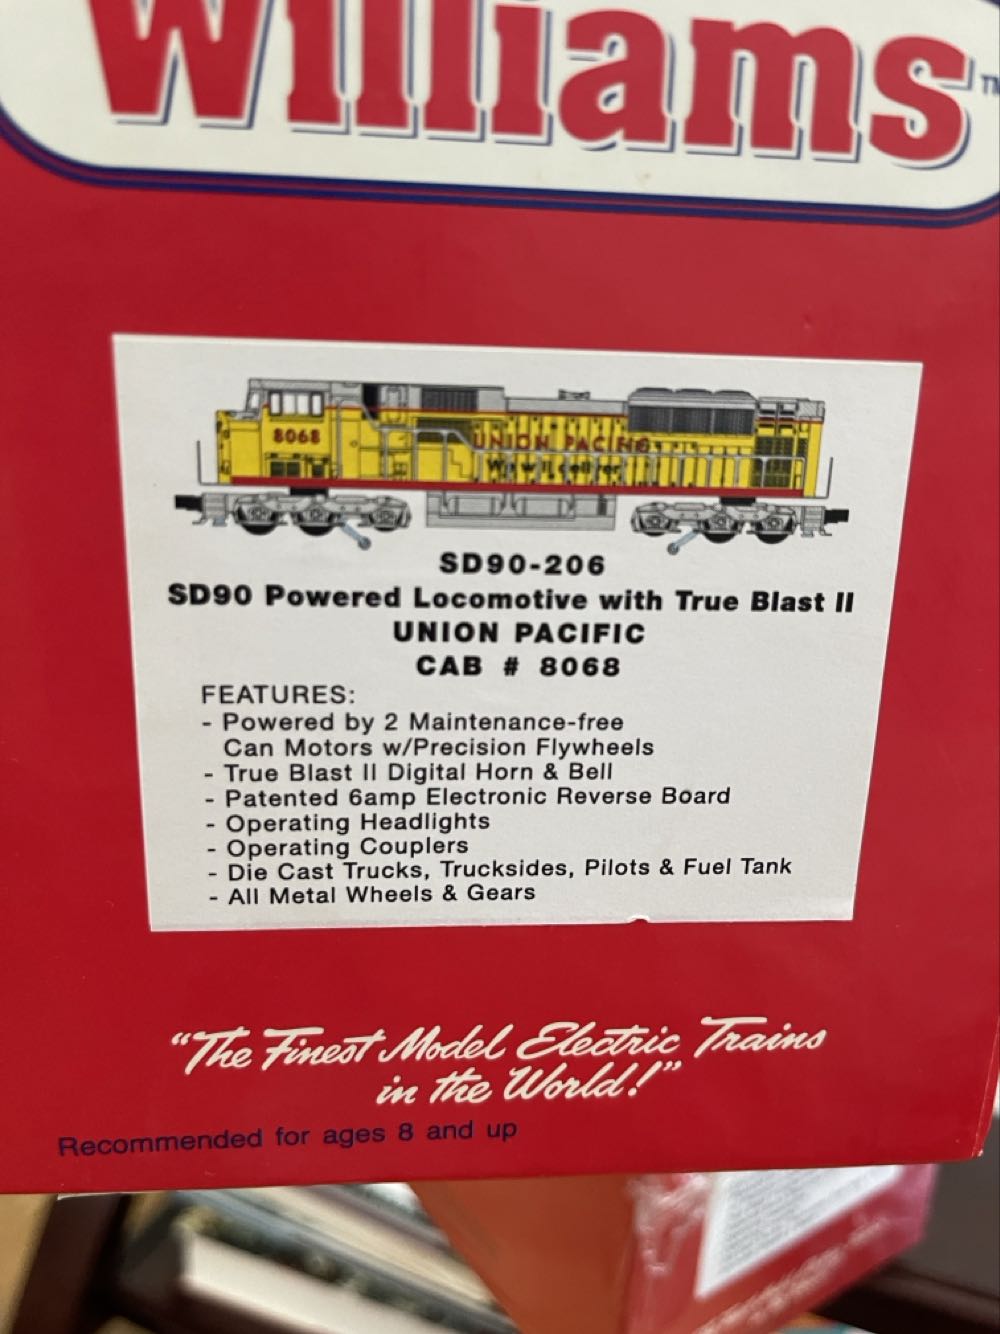 Williams™
8068
UNION PACIFIC
SD90-206
SD90 Powered Locomotive with True Blast II
UNION PACIFIC
CAB # 8068
FEATURES:
- Powered by 2 Maintenance-free
Can Motors w/Precision Flywheels
- True Blast II Digital Horn & Bell
- Patented 6amp Electronic Reverse Board
- Operating Headlights
- Operating Couplers
- Die Cast Trucks, Trucksides, Pilots & Fuel Tank
- All Metal Wheels & Gears
"The Finest Model Electric Trains
in the World!"
Recommended for ages 8 and up